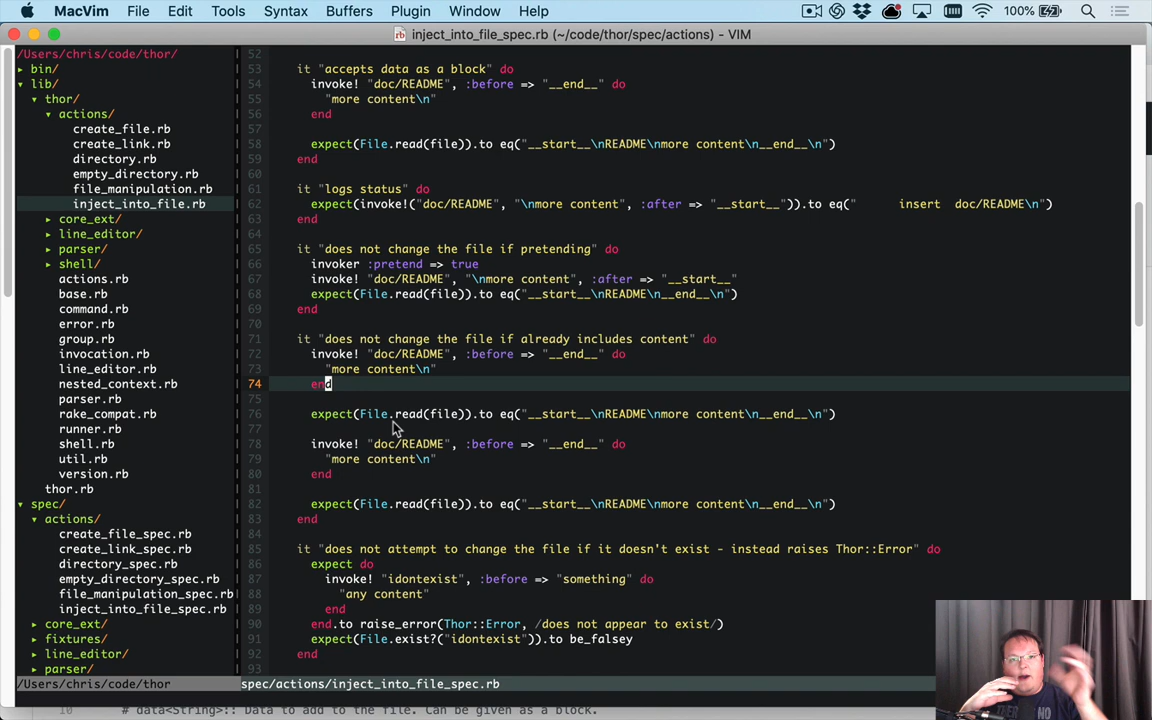 MacVim File Edit Tools Syntax Buffers Plugin Window Help 100%
rb inject_into_file_spec.rb (~/code/thor/spec/actions) - VIM
/Users/chris/code/thor/
▸ bin/
▾ lib/
▾ thor/
▾ actions/
create_file.rb
create_link.rb
directory.rb
empty_directory.rb
file_manipulation.rb
inject_into_file.rb
▸ core_ext/
▸ line_editor/
▸ parser/
▸ shell/
actions.rb
base.rb
command.rb
error.rb
group.rb
invocation.rb
line_editor.rb
nested_context.rb
parser.rb
rake_compat.rb
runner.rb
shell.rb
util.rb
version.rb
thor.rb
▾ spec/
▾ actions/
create_file_spec.rb
create_link_spec.rb
directory_spec.rb
empty_directory_spec.rb
file_manipulation_spec.rb
inject_into_file_spec.rb
▸ core_ext/
▸ fixtures/
▸ line_editor/
▸ parser/
/Users/chris/code/thor
52
53 it "accepts data as a block" do
54 invoke! "doc/README", :before => "__end__" do
55 "more content\n"
56 end
57
58 expect(File.read(file)).to eq("__start__\nREADME\nmore content\n__end__\n")
59 end
60
61 it "logs status" do
62 expect(invoke!("doc/README", "\nmore content", :after => "__start__")).to eq("      insert  doc/README\n")
63 end
64
65 it "does not change the file if pretending" do
66 invoker :pretend => true
67 invoke! "doc/README", "\nmore content", :after => "__start__"
68 expect(File.read(file)).to eq("__start__\nREADME\n__end__\n")
69 end
70
71 it "does not change the file if already includes content" do
72 invoke! "doc/README", :before => "__end__" do
73 "more content\n"
74 end
75
76 expect(File.read(file)).to eq("__start__\nREADME\nmore content\n__end__\n")
77
78 invoke! "doc/README", :before => "__end__" do
79 "more content\n"
80 end
81
82 expect(File.read(file)).to eq("__start__\nREADME\nmore content\n__end__\n")
83 end
84
85 it "does not attempt to change the file if it doesn't exist - instead raises Thor::Error" do
86 expect do
87 invoke! "idontexist", :before => "something" do
88 "any content"
89 end
90 end.to raise_error(Thor::Error, /does not appear to exist/)
91 expect(File.exist?("idontexist")).to be_falsey
92 end
93
spec/actions/inject_into_file_spec.rb
10 # data<String>:: Data to add to the file. Can be given as a block.